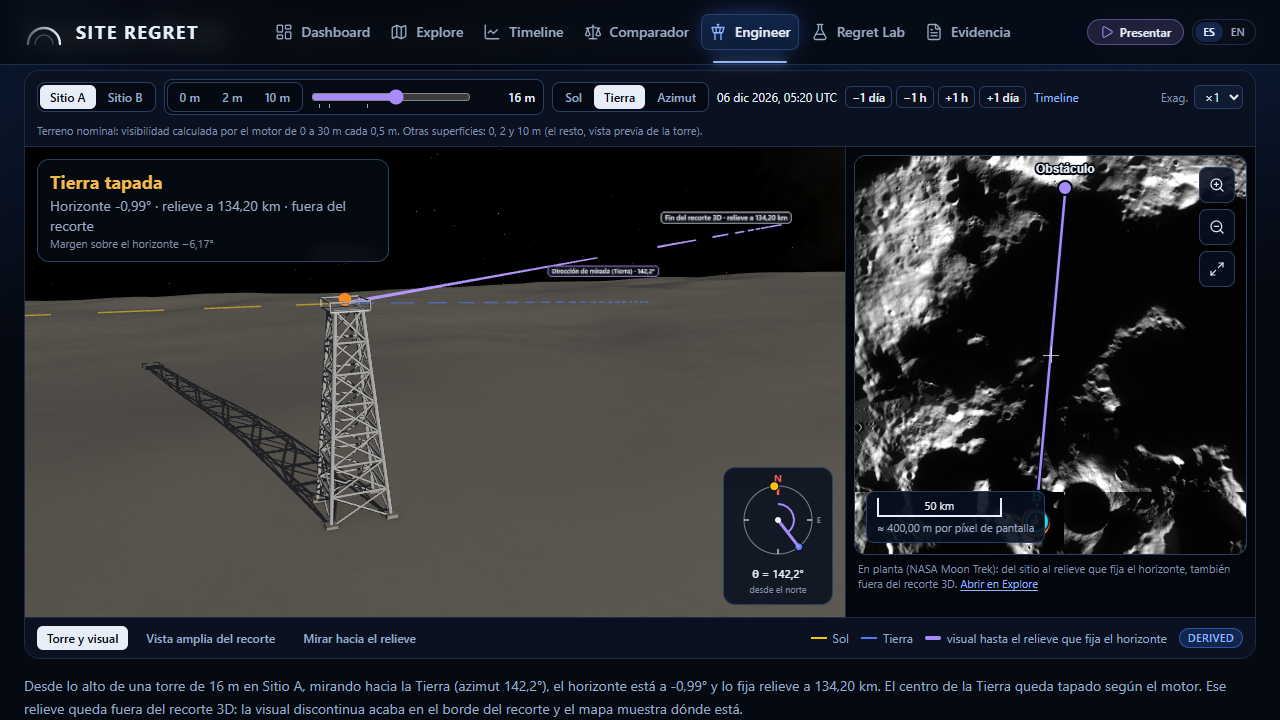 SITE REGRET
Dashboard
Explore
Timeline
Comparador
Engineer
Regret Lab
Evidencia
Presentar
ES
EN
Sitio A
Sitio B
0 m
2 m
10 m
16 m
Sol
Tierra
Azimut
06 dic 2026, 05:20 UTC
−1 día
−1 h
+1 h
+1 día
Timeline
Exag.
×1
Terreno nominal: visibilidad calculada por el motor de 0 a 30 m cada 0,5 m. Otras superficies: 0, 2 y 10 m (el resto, vista previa de la torre).
Tierra tapada
Horizonte -0,99° · relieve a 134,20 km · fuera del
recorte
Margen sobre el horizonte −6,17°
Fin del recorte 3D · relieve a 134,20 km
Dirección de mirada (Tierra) · 142,2°
N
E
θ = 142,2°
desde el norte
Obstáculo
50 km
≈ 400,00 m por píxel de pantalla
En planta (NASA Moon Trek): del sitio al relieve que fija el horizonte, también
fuera del recorte 3D. Abrir en Explore
Torre y visual
Vista amplia del recorte
Mirar hacia el relieve
Sol
Tierra
visual hasta el relieve que fija el horizonte
DERIVED
Desde lo alto de una torre de 16 m en Sitio A, mirando hacia la Tierra (azimut 142,2°), el horizonte está a -0,99° y lo fija relieve a 134,20 km. El centro de la Tierra queda tapado según el motor. Ese
relieve queda fuera del recorte 3D: la visual discontinua acaba en el borde del recorte y el mapa muestra dónde está.